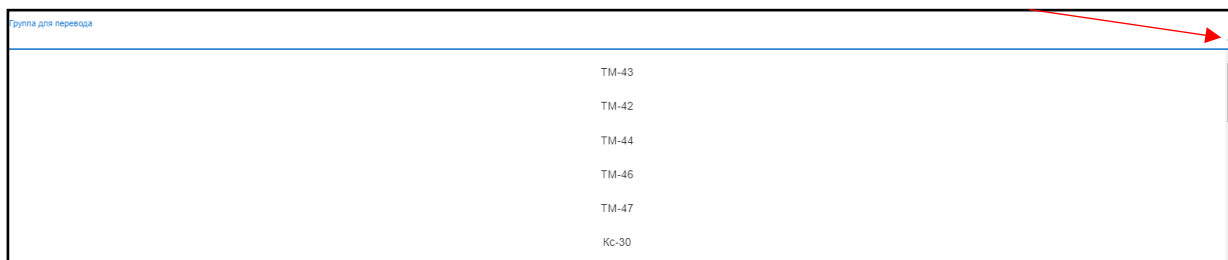 Группа для перевода
ТМ-43
ТМ-42
ТМ-44
ТМ-46
ТМ-47
Кс-30